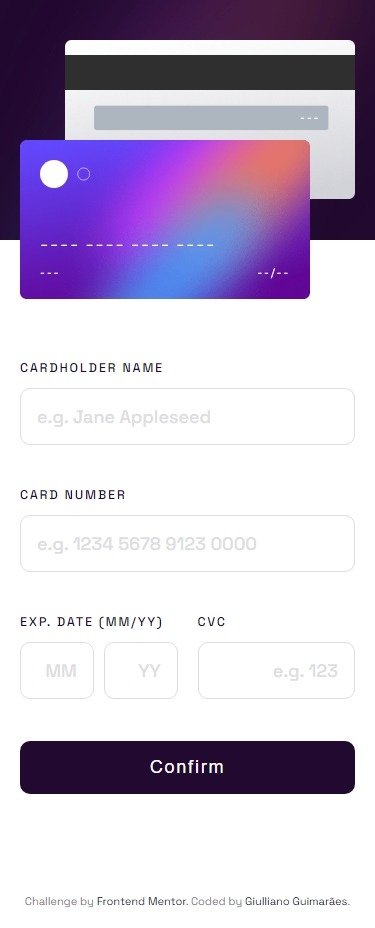 ---
---- ---- ---- ----
---
--/--
CARDHOLDER NAME
e.g. Jane Appleseed
CARD NUMBER
e.g. 1234 5678 9123 0000
EXP. DATE (MM/YY) CVC
MM YY e.g. 123
Confirm
Challenge by Frontend Mentor. Coded by Giulliano Guimarães.